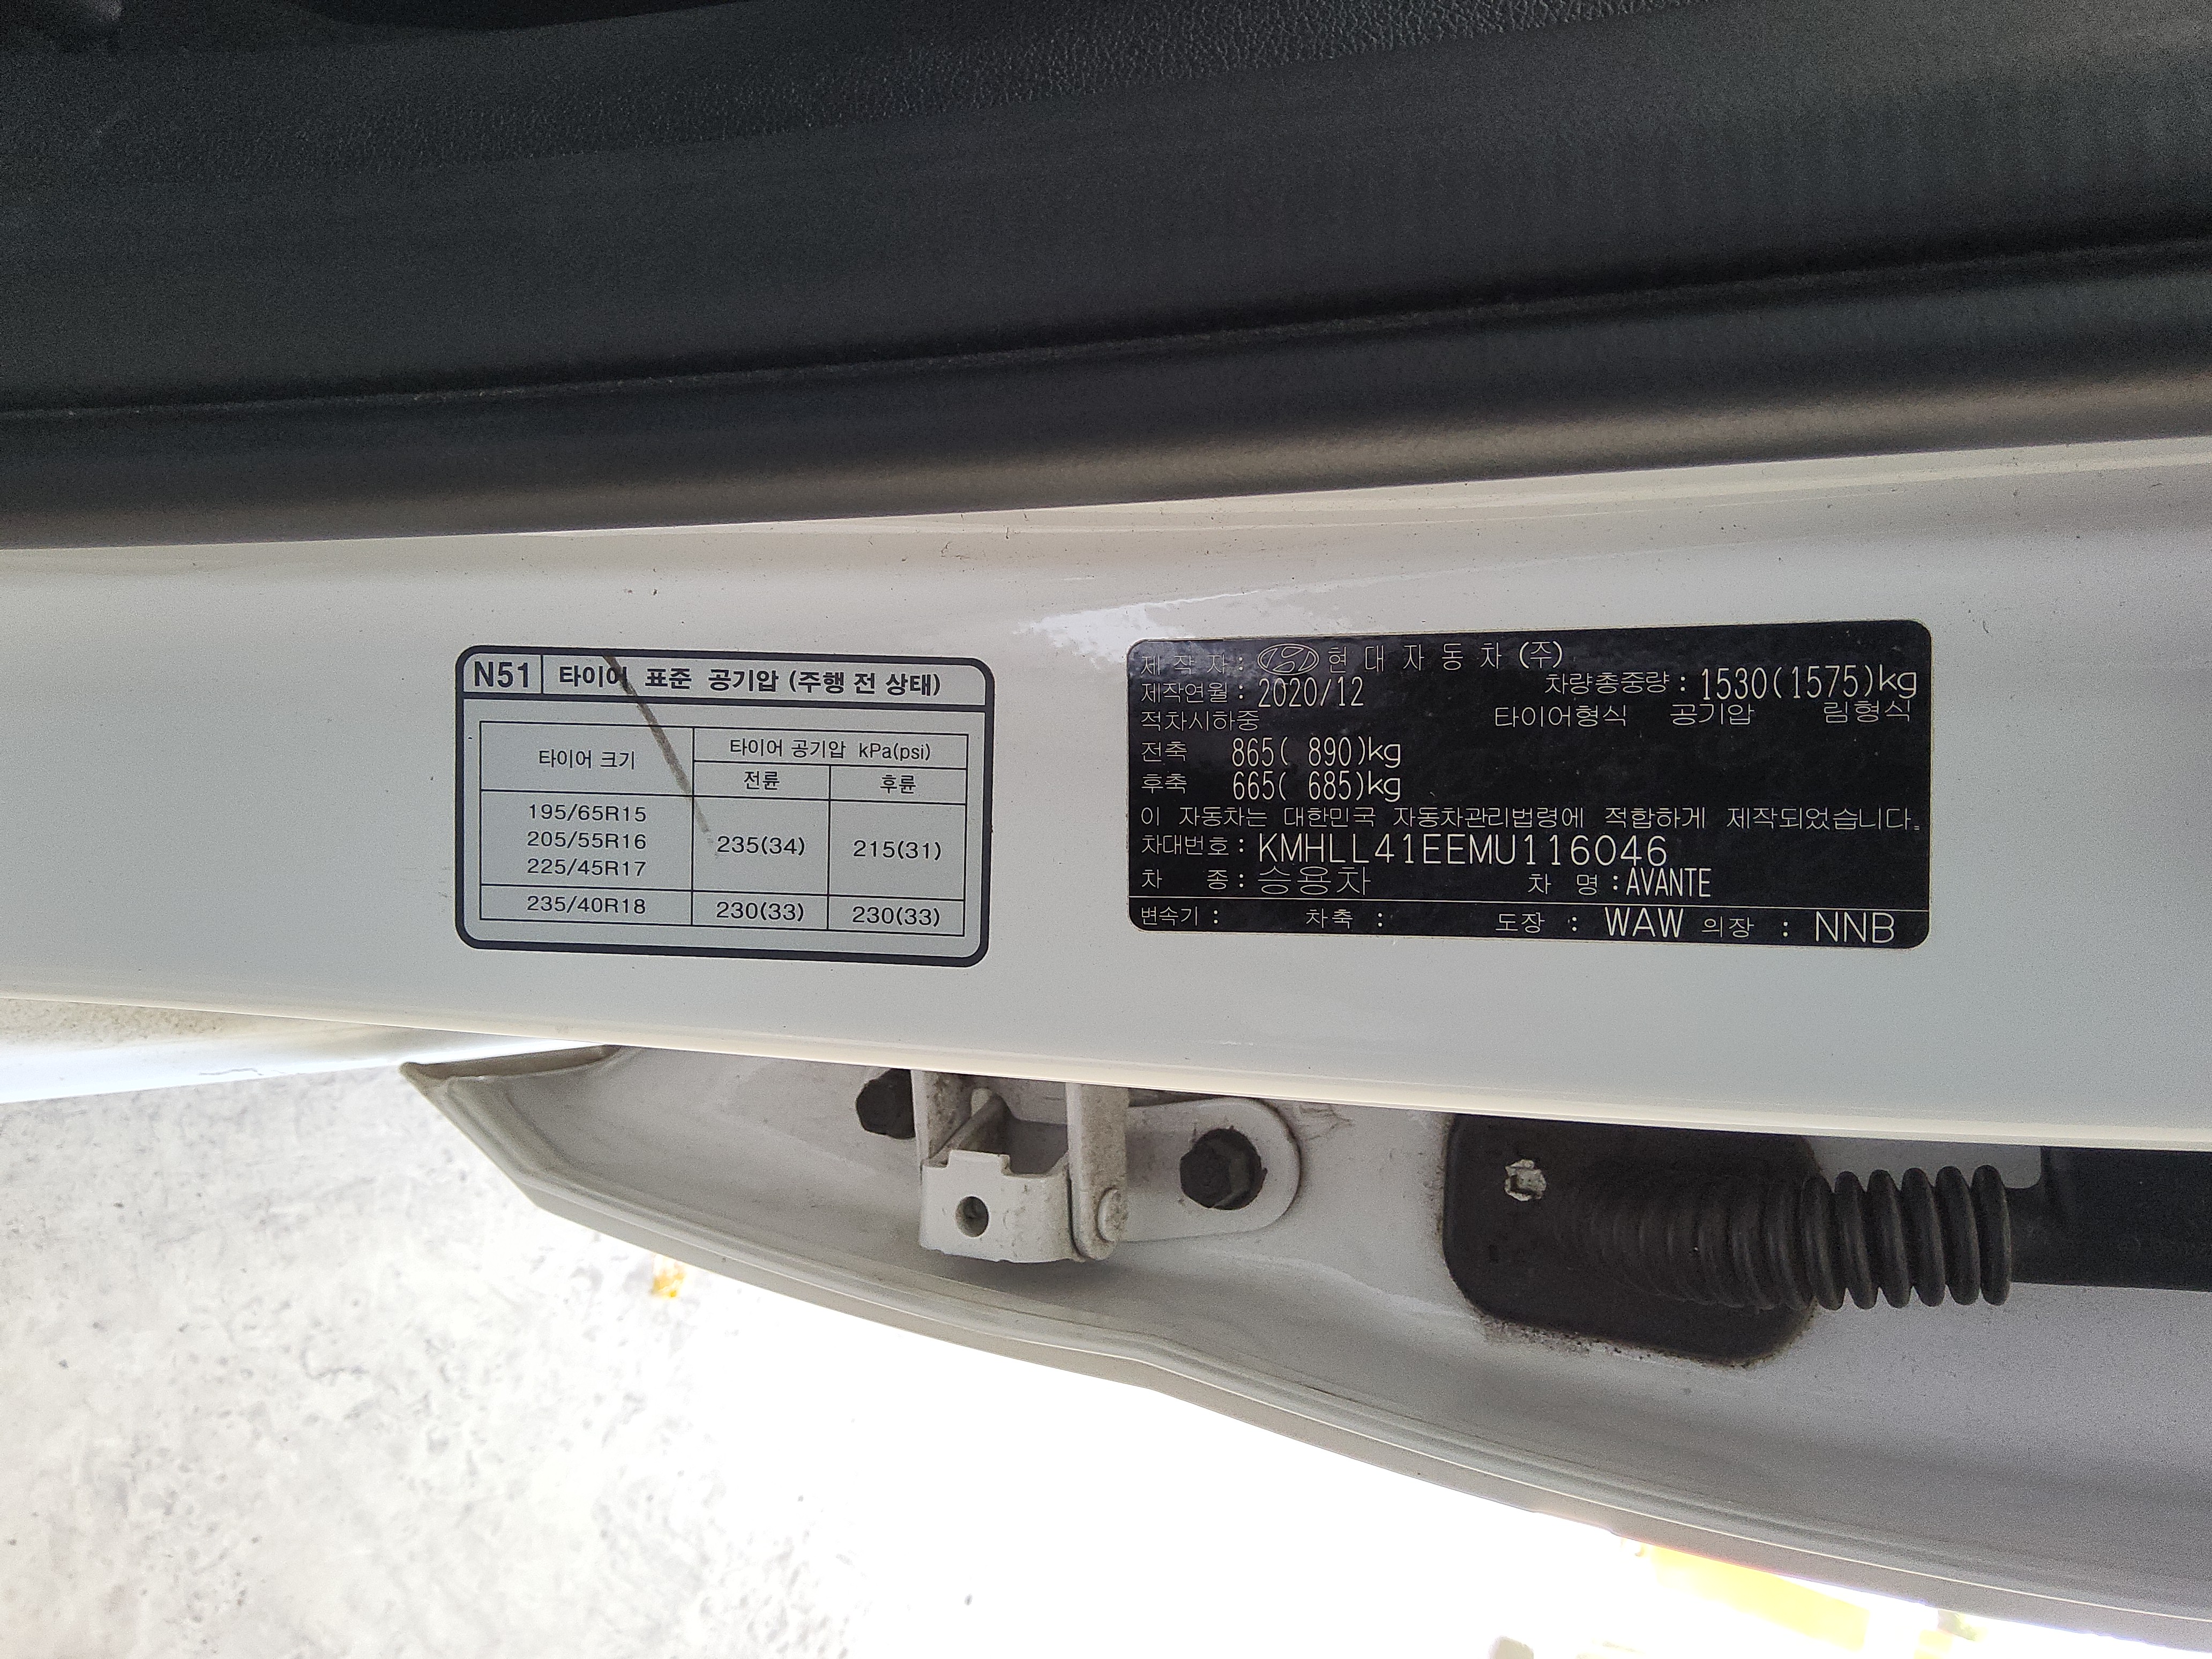 N51 타이어 표준 공기압 (주행 전 상태)
타이어 크기
타이어 공기압 kPa(psi)
전륜 후륜
195/65R15
205/55R16
225/45R17
235(34) 215(31)
235/40R18 230(33) 230(33)
제 작 자 : 현 대 자 동 차 (주)
제작연월 : 2020/12 차량총중량 : 1530(1575)kg
적차시하중 타이어형식 공기압 림형식
전축 865( 890)kg
후축 665( 685)kg
이 자동차는 대한민국 자동차관리법령에 적합하게 제작되었습니다.
차대번호 : KMHLL41EEMU116046
차 종 : 승용차 차 명 : AVANTE
변속기 : 차축 : 도장 : WAW 의장 : NNB